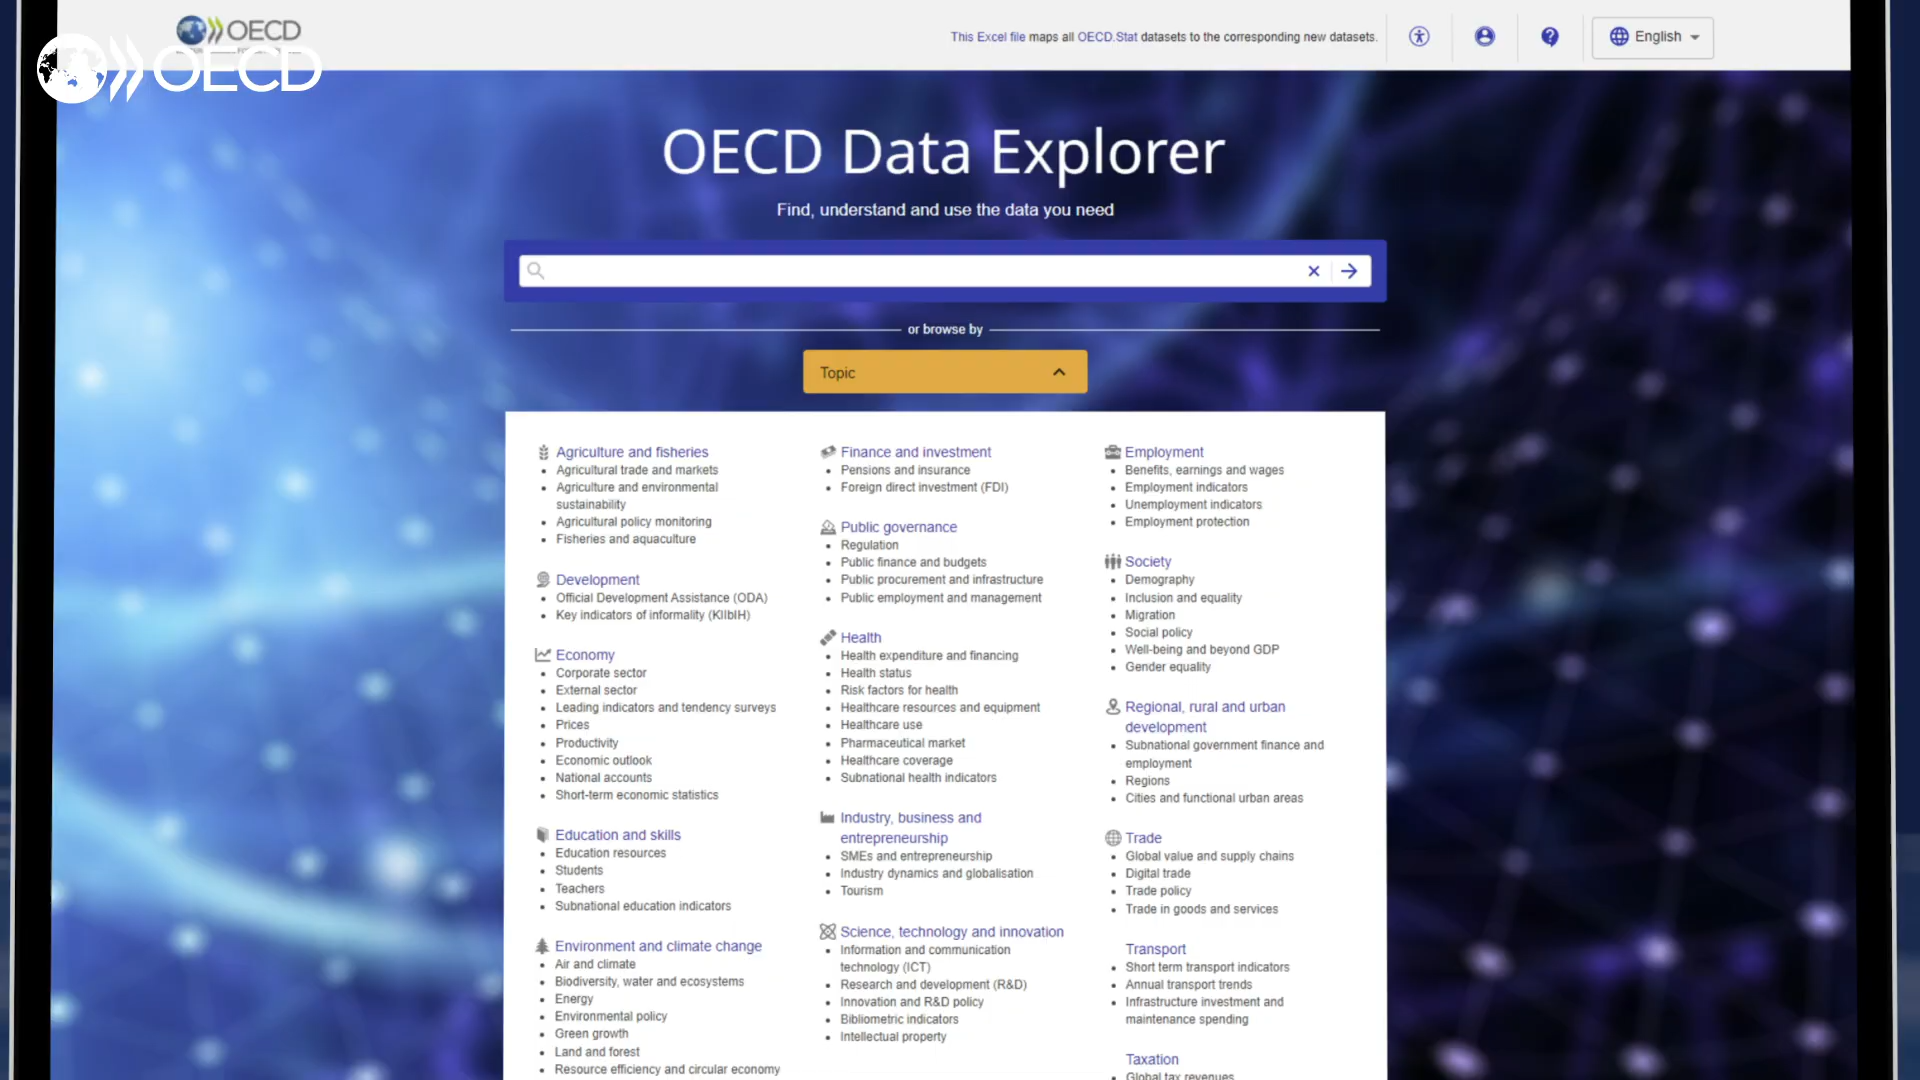 OECD
OECD
This Excel file maps all OECD.Stat datasets to the corresponding new datasets.
English
OECD Data Explorer
Find, understand and use the data you need
or browse by
Topic
Agriculture and fisheries
Agricultural trade and markets
Agriculture and environmental
sustainability
Agricultural policy monitoring
Fisheries and aquaculture
Development
Official Development Assistance (ODA)
Key indicators of informality (KIIbIH)
Economy
Corporate sector
External sector
Leading indicators and tendency surveys
Prices
Productivity
Economic outlook
National accounts
Short-term economic statistics
Education and skills
Education resources
Students
Teachers
Subnational education indicators
Environment and climate change
Air and climate
Biodiversity, water and ecosystems
Energy
Environmental policy
Green growth
Land and forest
Resource efficiency and circular economy
Finance and investment
Pensions and insurance
Foreign direct investment (FDI)
Public governance
Regulation
Public finance and budgets
Public procurement and infrastructure
Public employment and management
Health
Health expenditure and financing
Health status
Risk factors for health
Healthcare resources and equipment
Healthcare use
Pharmaceutical market
Healthcare coverage
Subnational health indicators
Industry, business and
entrepreneurship
SMEs and entrepreneurship
Industry dynamics and globalisation
Tourism
Science, technology and innovation
Information and communication
technology (ICT)
Research and development (R&D)
Innovation and R&D policy
Bibliometric indicators
Intellectual property
Employment
Benefits, earnings and wages
Employment indicators
Unemployment indicators
Employment protection
Society
Demography
Inclusion and equality
Migration
Social policy
Well-being and beyond GDP
Gender equality
Regional, rural and urban
development
Subnational government finance and
employment
Regions
Cities and functional urban areas
Trade
Global value and supply chains
Digital trade
Trade policy
Trade in goods and services
Transport
Short term transport indicators
Annual transport trends
Infrastructure investment and
maintenance spending
Taxation
Global tax revenues